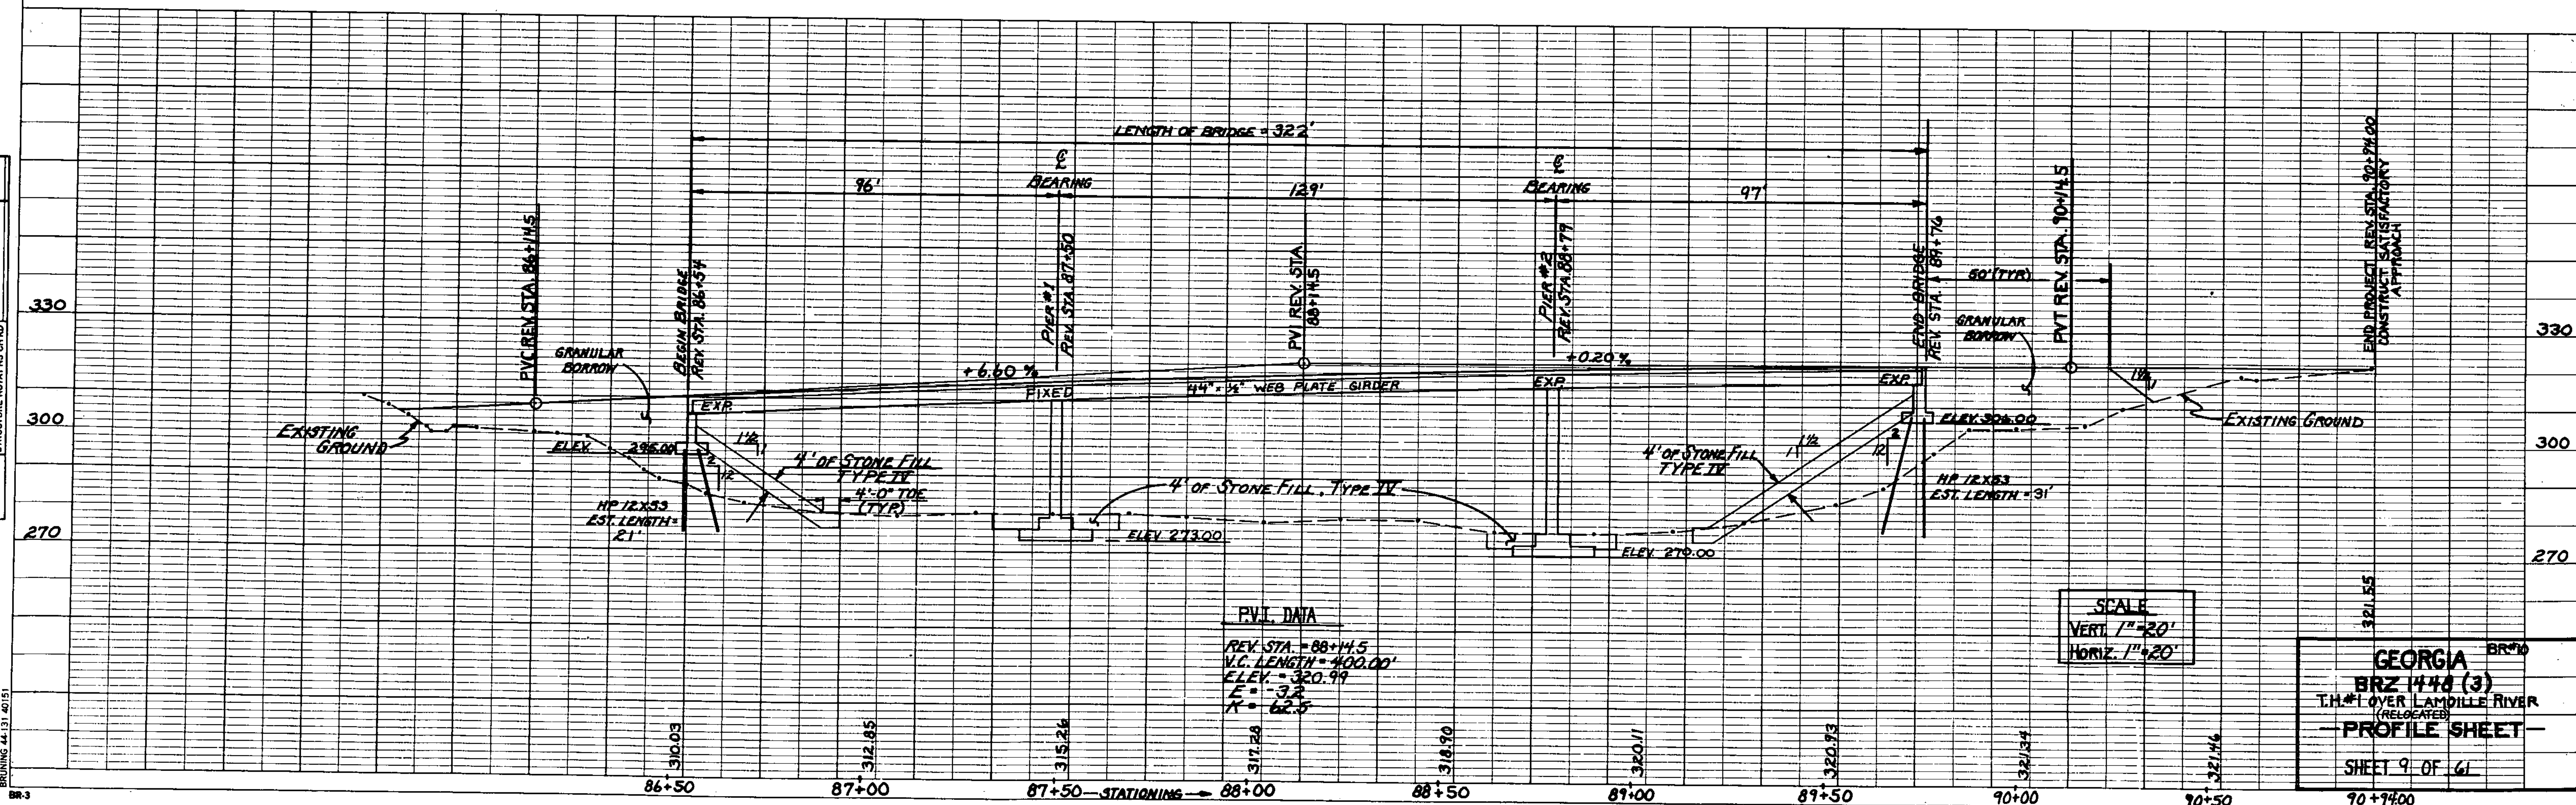 LENGTH OF BRIDGE = 322'
96'
℄
BEARING
129'
℄
BEARING
97'
PVC REV. STA. 86+14.5
BEGIN BRIDGE
REV. STA. 86+54
PIER #1
REV. STA. 87+50
PVI REV. STA.
88+14.5
PIER #2
REV. STA. 88+79
END BRIDGE
REV. STA. 89+76
PVT REV. STA. 90+14.5
50' (TYP.)
END PROJECT REV. STA. 90+94.00
CONSTRUCT SATISFACTORY
APPROACH
330
300
270
330
300
270
GRANULAR
BORROW
GRANULAR
BORROW
+6.60 %
+0.20 %
EXP.
FIXED
44" x ½" WEB PLATE GIRDER
EXP.
EXP.
EXISTING
GROUND
ELEV. 295.00
1½
1
2
12
4' OF STONE FILL
TYPE IV
4'-0" TOE
(TYP)
HP 12X53
EST. LENGTH =
21'
4' OF STONE FILL, TYPE IV
ELEV. 273.00
ELEV. 270.00
4' OF STONE FILL
TYPE IV
1½
1
2
12
HP 12X53
EST. LENGTH = 31'
1½
1
EXISTING GROUND
P.V.I. DATA
REV. STA. = 88+14.5
V.C. LENGTH = 400.00'
ELEV. = 320.99
E = -3.2
K = 62.5
SCALE
VERT. 1"=20'
HORIZ. 1"=20'
310.03
312.85
315.26
317.28
318.90
320.11
320.93
321.34
321.46
321.55
86+50
87+00
87+50
STATIONING
88+00
88+50
89+00
89+50
90+00
90+50
90+94.00
BR#10
GEORGIA
BRZ 1448 (3)
T.H.#1 OVER LAMOILLE RIVER
(RELOCATED)
PROFILE SHEET
SHEET 9 OF 61
BRUNING 44-131 40151
BR-3